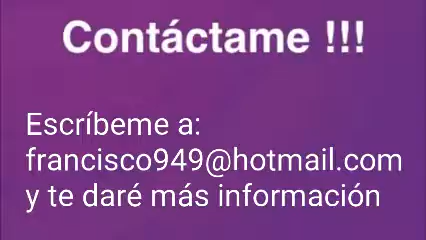 Contáctame !!!
Escríbeme a:
francisco949@hotmail.com
y te daré más información